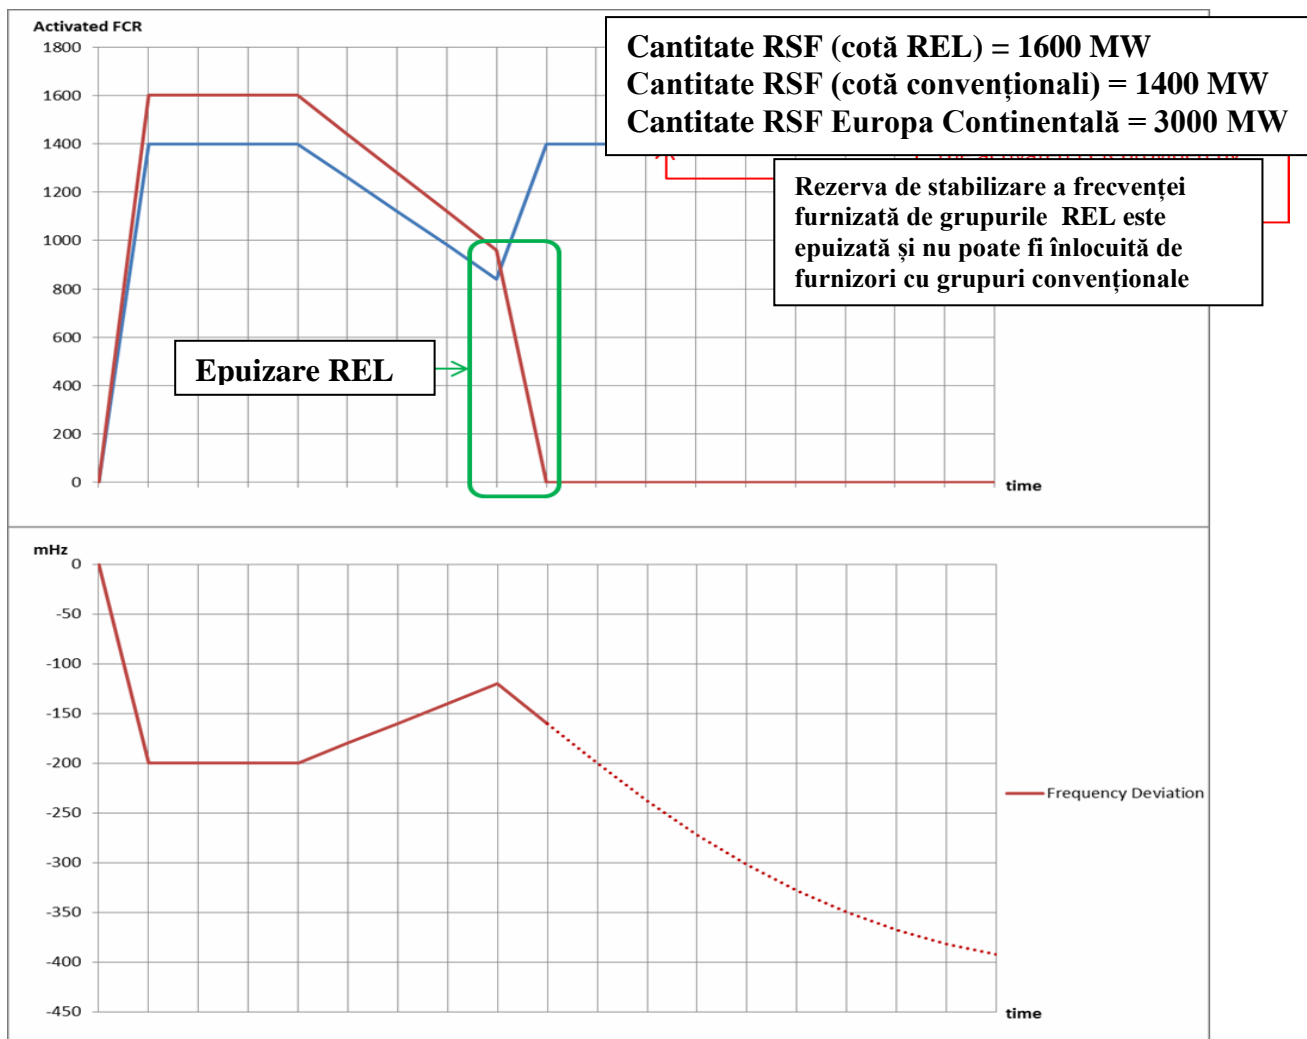 Activated FCR
1800
1600
1400
1200
1000
800
600
400
200
0
time
Cantitate RSF (cotă REL) = 1600 MW
Cantitate RSF (cotă convenționali) = 1400 MW
Cantitate RSF Europa Continentală = 3000 MW
Rezerva de stabilizare a frecvenței
furnizată de grupurile REL este
epuizată și nu poate fi înlocuită de
furnizori cu grupuri convenționale
Epuizare REL
mHz
0
-50
-100
-150
-200
-250
-300
-350
-400
-450
time
Frequency Deviation